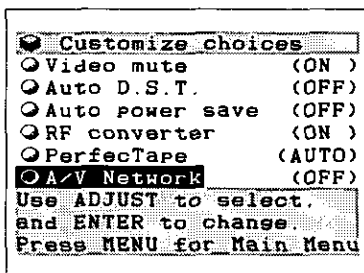 Customize choices
Video mute (ON )
Auto D.S.T. (OFF)
Auto power save (OFF)
RF converter (ON )
PerfecTape (AUTO)
A/V Network (OFF)
Use ADJUST to select,
and ENTER to change.
Press MENU for Main Menu